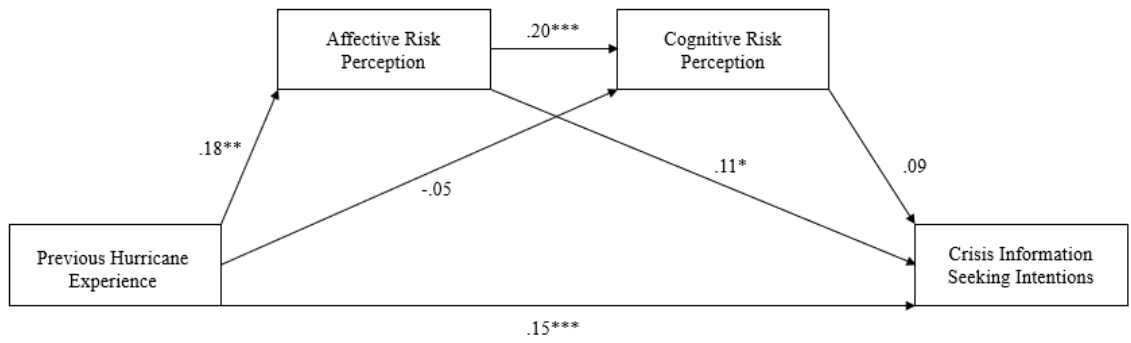 .20***
Affective Risk
Perception
Cognitive Risk
Perception
.18**
-.05
.11*
.09
Previous Hurricane
Experience
Crisis Information
Seeking Intentions
.15***